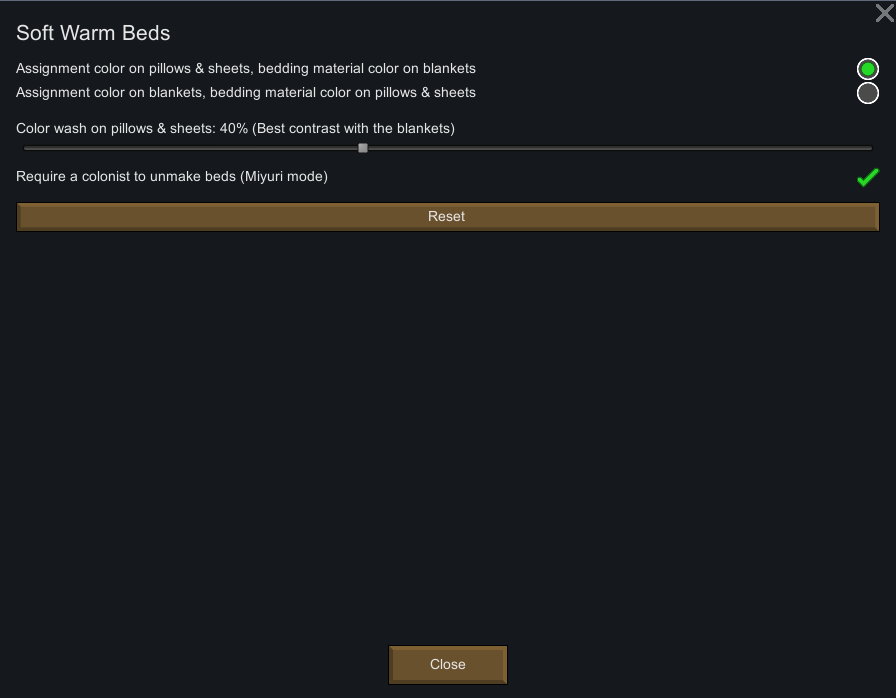 Soft Warm Beds
Assignment color on pillows & sheets, bedding material color on blankets
Assignment color on blankets, bedding material color on pillows & sheets
Color wash on pillows & sheets: 40% (Best contrast with the blankets)
Require a colonist to unmake beds (Miyuri mode)
Reset
Close